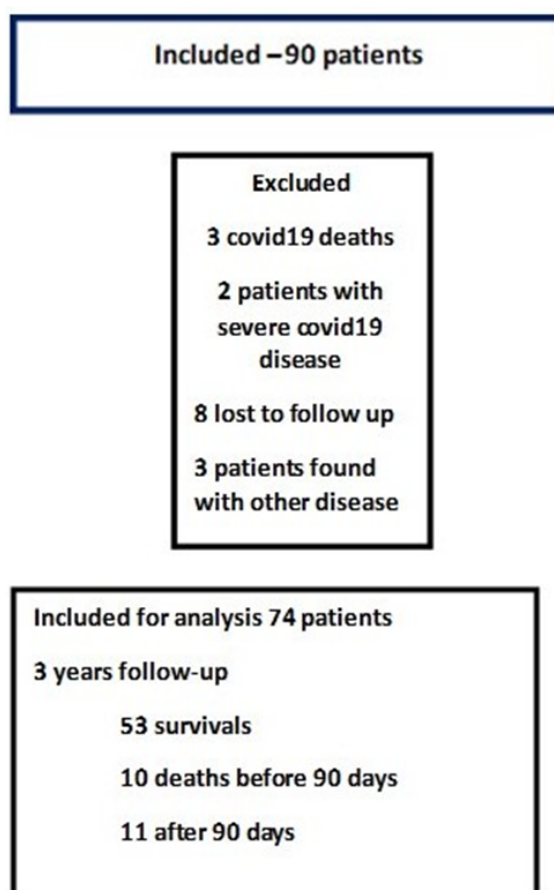 Included – 90 patients
Excluded
3 covid19 deaths
2 patients with
severe covid19
disease
8 lost to follow up
3 patients found
with other disease
Included for analysis 74 patients
3 years follow-up
53 survivals
10 deaths before 90 days
11 after 90 days